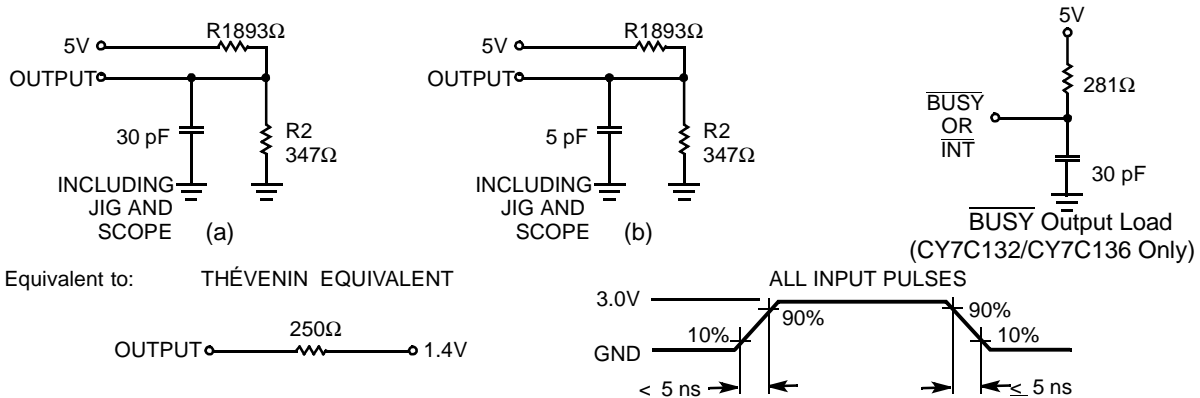 R1893Ω
5V
OUTPUT
30 pF
R2
347Ω
INCLUDING
JIG AND
SCOPE
(a)
R1893Ω
5V
OUTPUT
5 pF
R2
347Ω
INCLUDING
JIG AND
SCOPE
(b)
5V
281Ω
BUSY
OR
INT
30 pF
BUSY Output Load
(CY7C132/CY7C136 Only)
Equivalent to: THÉVENIN EQUIVALENT
250Ω
OUTPUT 1.4V
ALL INPUT PULSES
3.0V
90% 90%
10% 10%
GND
< 5 ns ≤ 5 ns